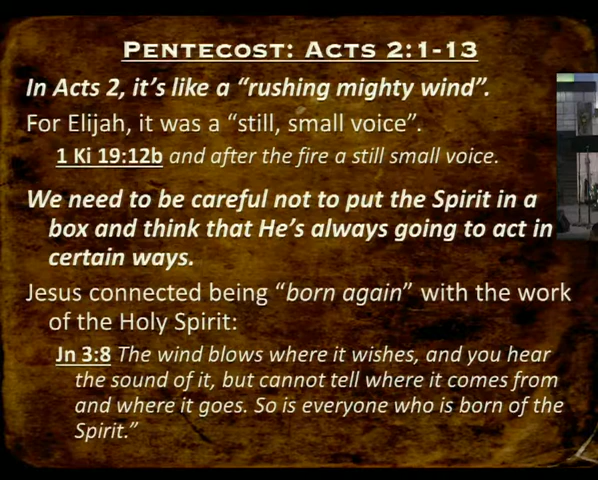 PENTECOST: ACTS 2:1-13
In Acts 2, it's like a “rushing mighty wind”.
For Elijah, it was a “still, small voice”.
1 Ki 19:12b and after the fire a still small voice.
We need to be careful not to put the Spirit in a
box and think that He's always going to act in
certain ways.
Jesus connected being “born again” with the work
of the Holy Spirit:
Jn 3:8 The wind blows where it wishes, and you hear
the sound of it, but cannot tell where it comes from
and where it goes. So is everyone who is born of the
Spirit.”